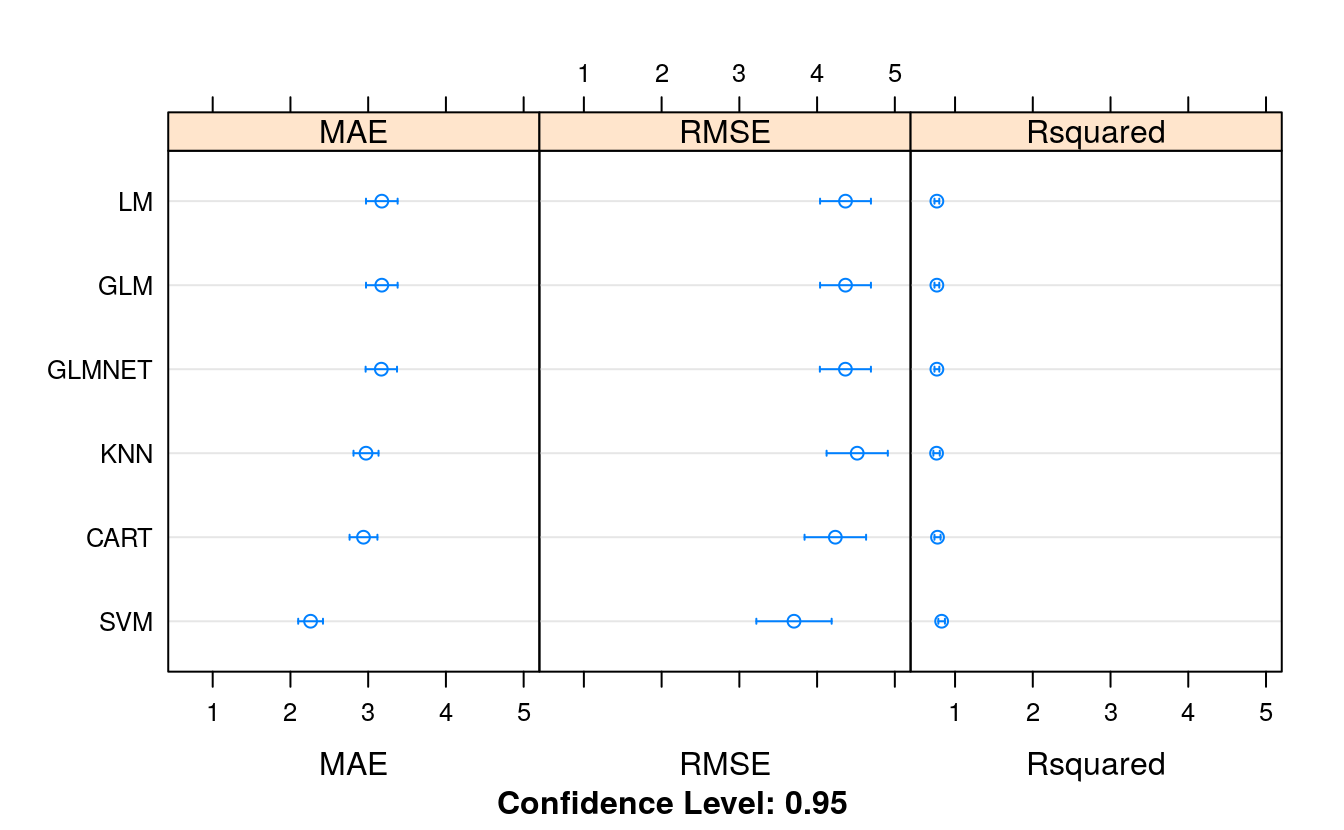 1 2 3 4 5
MAE RMSE Rsquared
LM
GLM
GLMNET
KNN
CART
SVM
1 2 3 4 5 1 2 3 4 5
MAE RMSE Rsquared
Confidence Level: 0.95